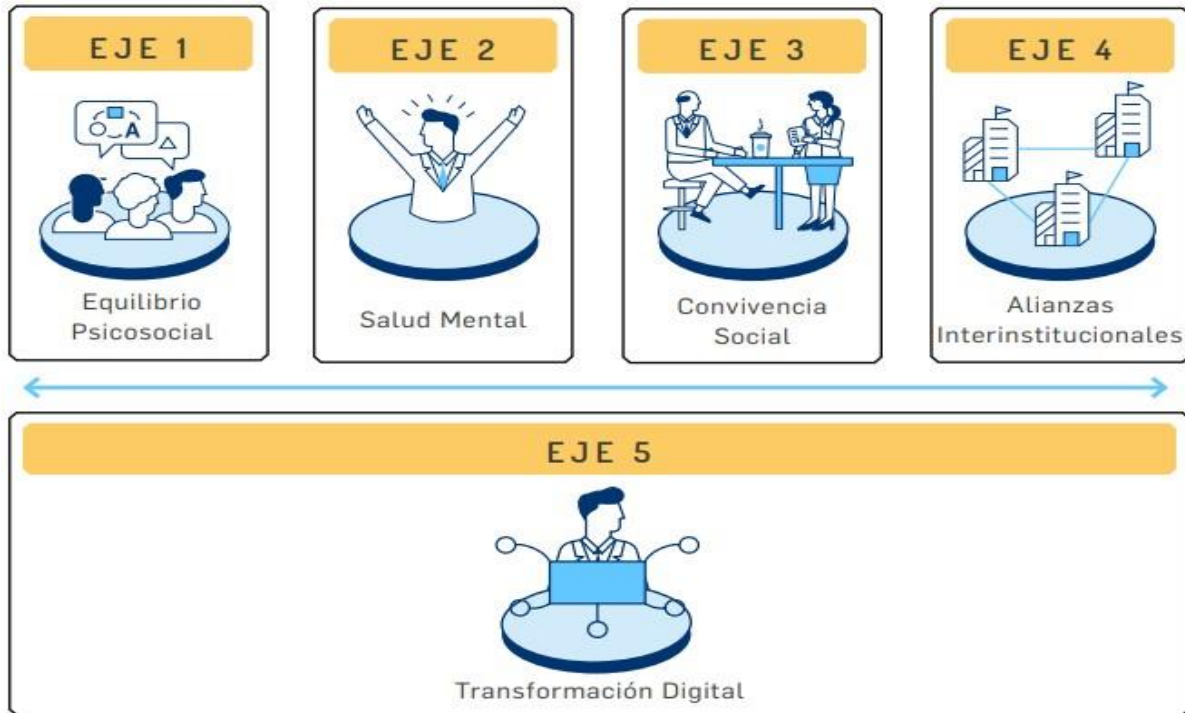 EJE 1
EJE 2
EJE 3
EJE 4
A
Equilibrio
Psicosocial
Salud Mental
Convivencia
Social
Alianzas
Interinstitucionales
EJE 5
Transformación Digital